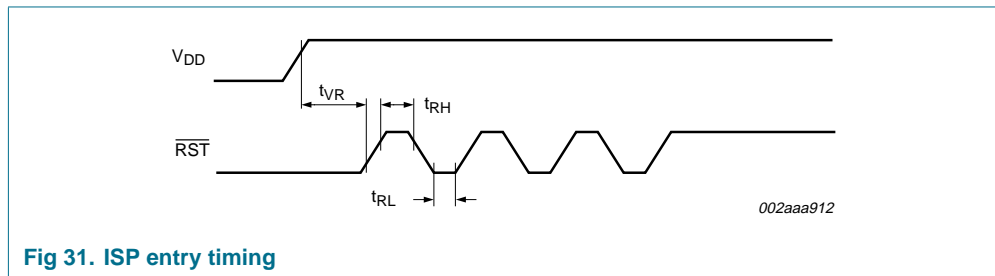 VDD
tVR
tRH
RST
tRL
002aaa912
Fig 31. ISP entry timing